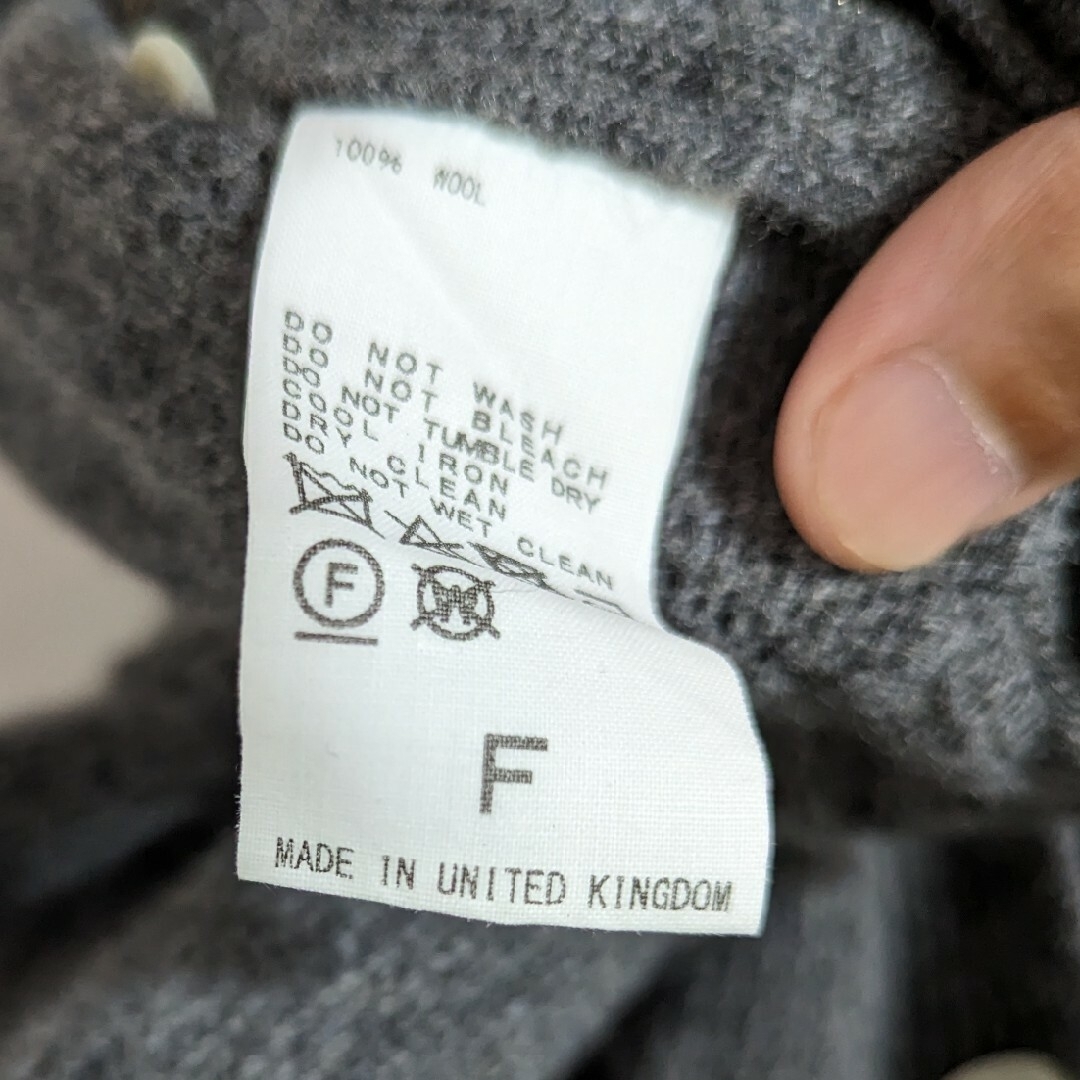 100% WOOL
DO NOT WASH
DO NOT BLEACH
DO NOT TUMBLE DRY
COOL IRON
DRY CLEAN
DO NOT WET CLEAN
F W
F
MADE IN UNITED KINGDOM